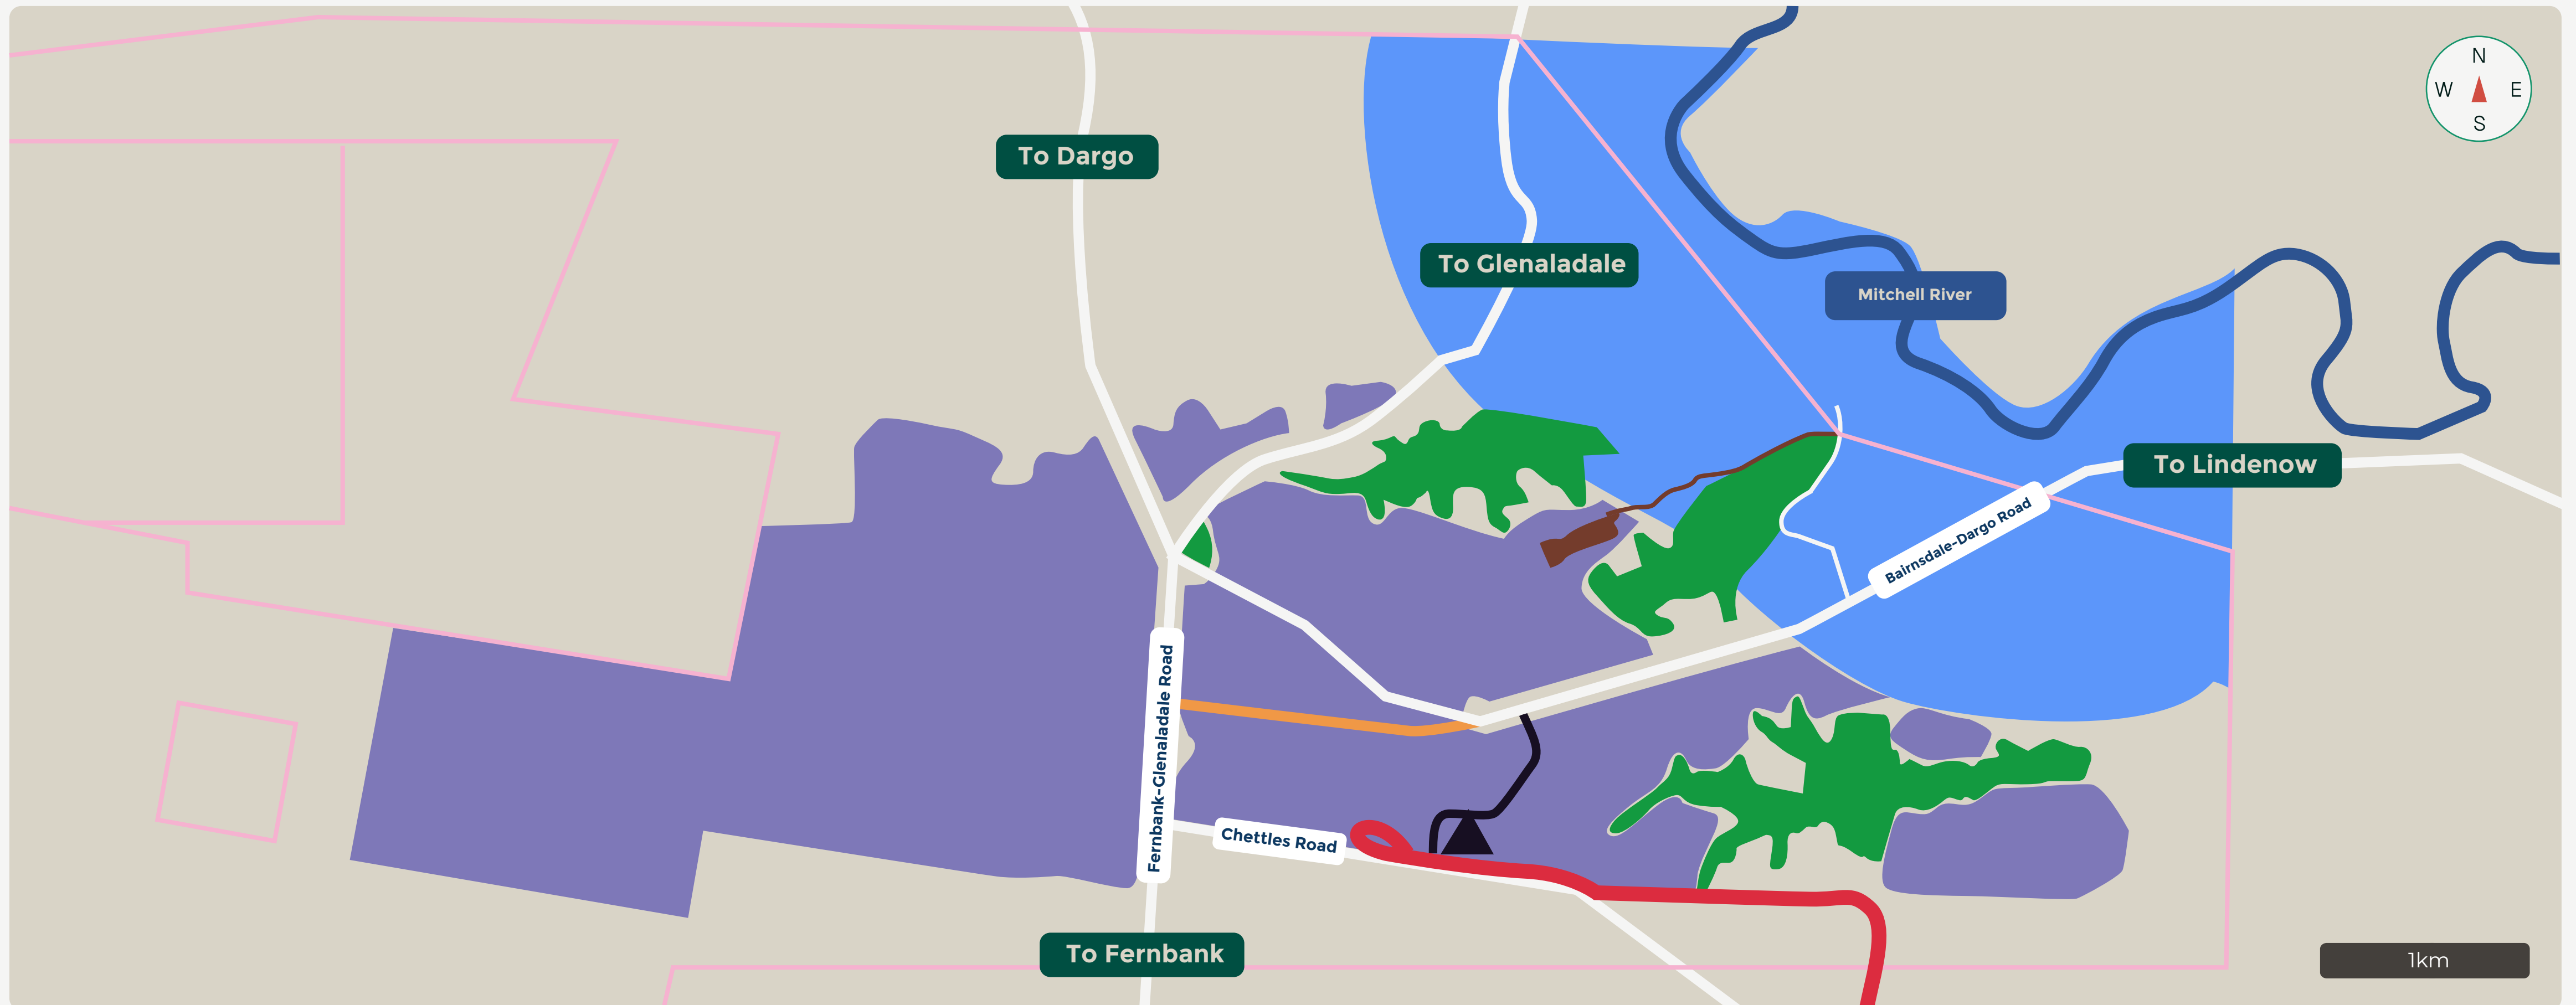 N
W E
S
To Dargo
To Glenaladale
Mitchell River
To Lindenow
Bairnsdale-Dargo Road
Fernbank-Glenaladale Road
Chettles Road
To Fernbank
1km